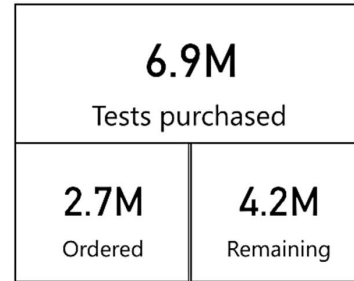 6.9M
Tests purchased
2.7M
Ordered
4.2M
Remaining